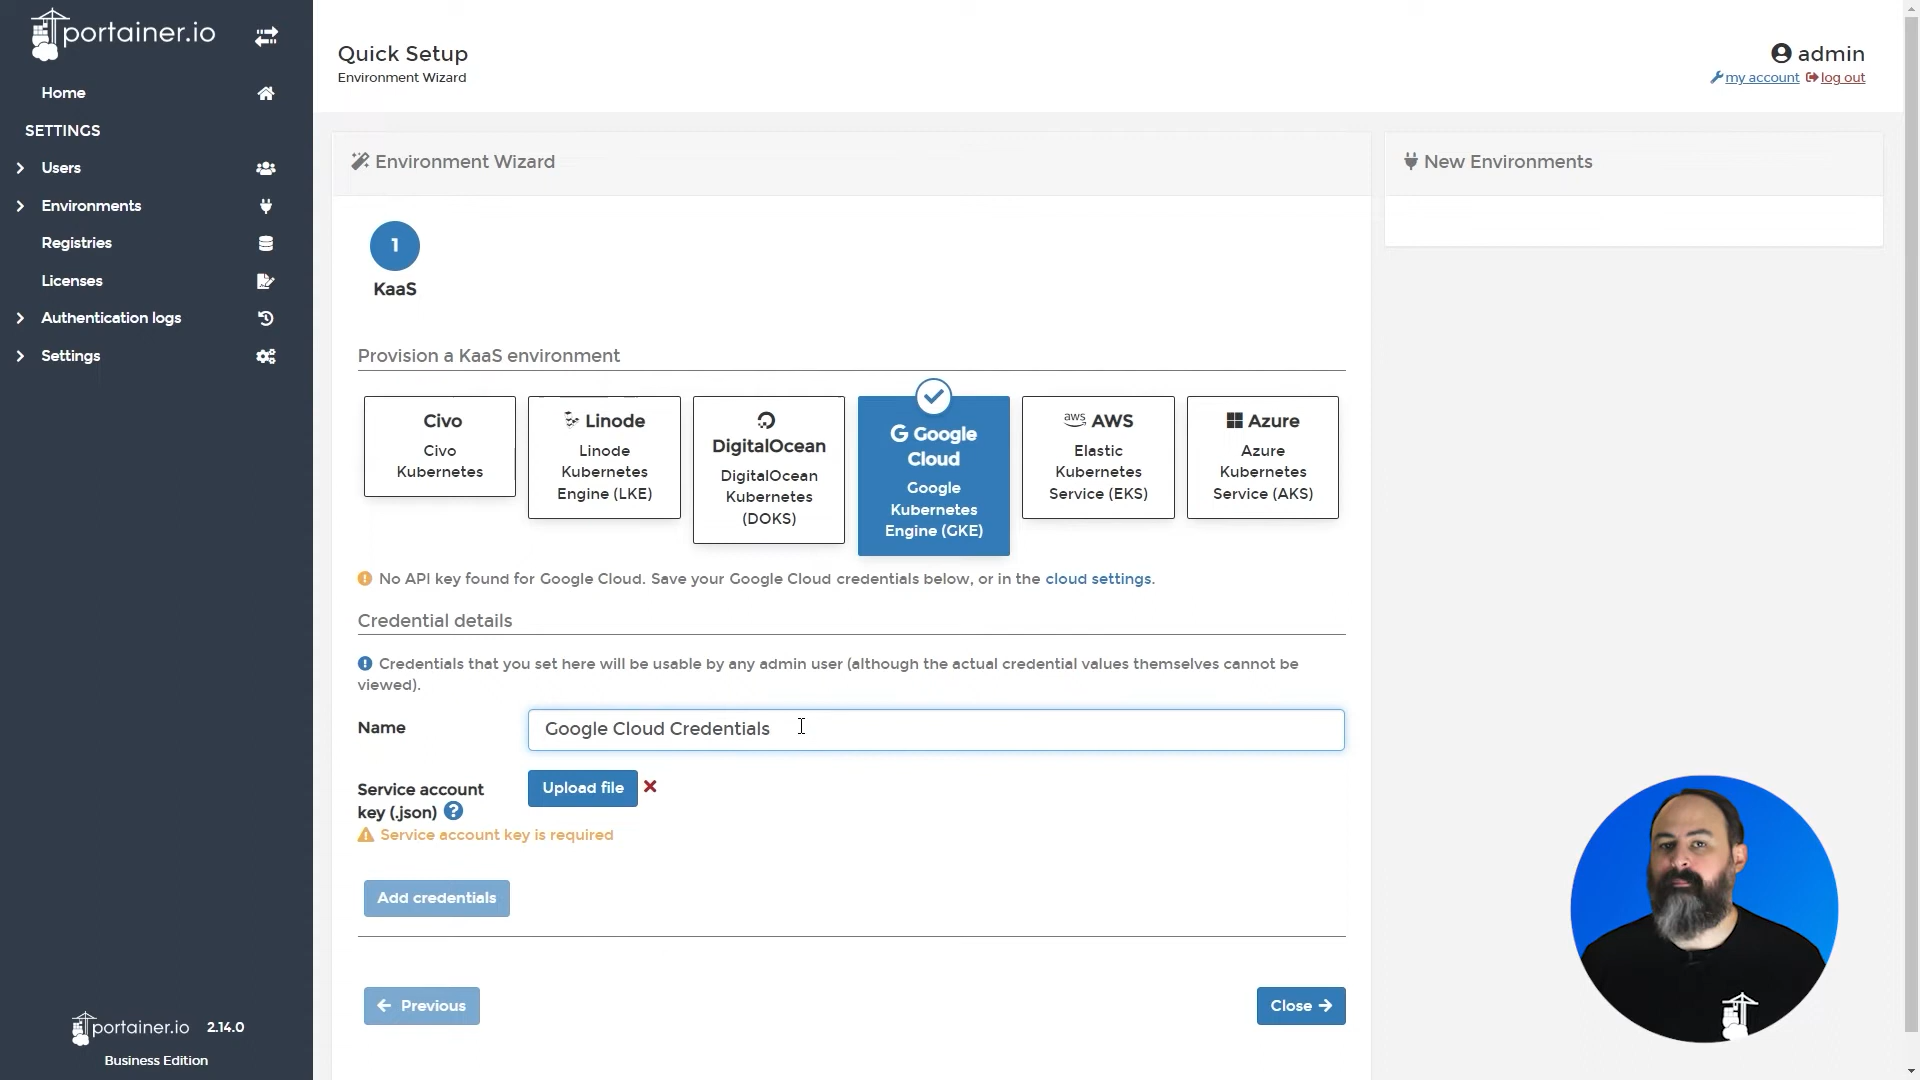 portainer.io
Home
SETTINGS
Users
Environments
Registries
Licenses
Authentication logs
Settings
portainer.io 2.14.0
Business Edition
Quick Setup
Environment Wizard
admin
my account log out
Environment Wizard
New Environments
1
KaaS
Provision a KaaS environment
Civo
Civo
Kubernetes
Linode
Linode
Kubernetes
Engine (LKE)
DigitalOcean
DigitalOcean
Kubernetes
(DOKS)
Google
Cloud
Google
Kubernetes
Engine (GKE)
aws AWS
Elastic
Kubernetes
Service (EKS)
Azure
Azure
Kubernetes
Service (AKS)
No API key found for Google Cloud. Save your Google Cloud credentials below, or in the cloud settings.
Credential details
Credentials that you set here will be usable by any admin user (although the actual credential values themselves cannot be
viewed).
Name
Google Cloud Credentials
Service account
key (.json)
Upload file
Service account key is required
Add credentials
Previous
Close